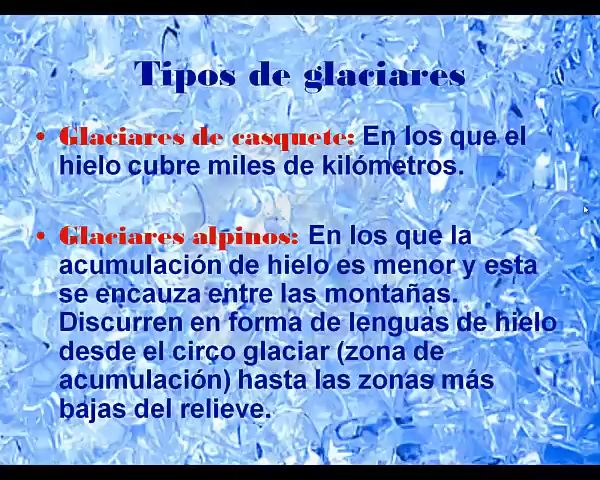 Tipos de glaciares
• Glaciares de casquete: En los que el
hielo cubre miles de kilómetros.
• Glaciares alpinos: En los que la
acumulación de hielo es menor y esta
se encauza entre las montañas.
Discurren en forma de lenguas de hielo
desde el circo glaciar (zona de
acumulación) hasta las zonas más
bajas del relieve.